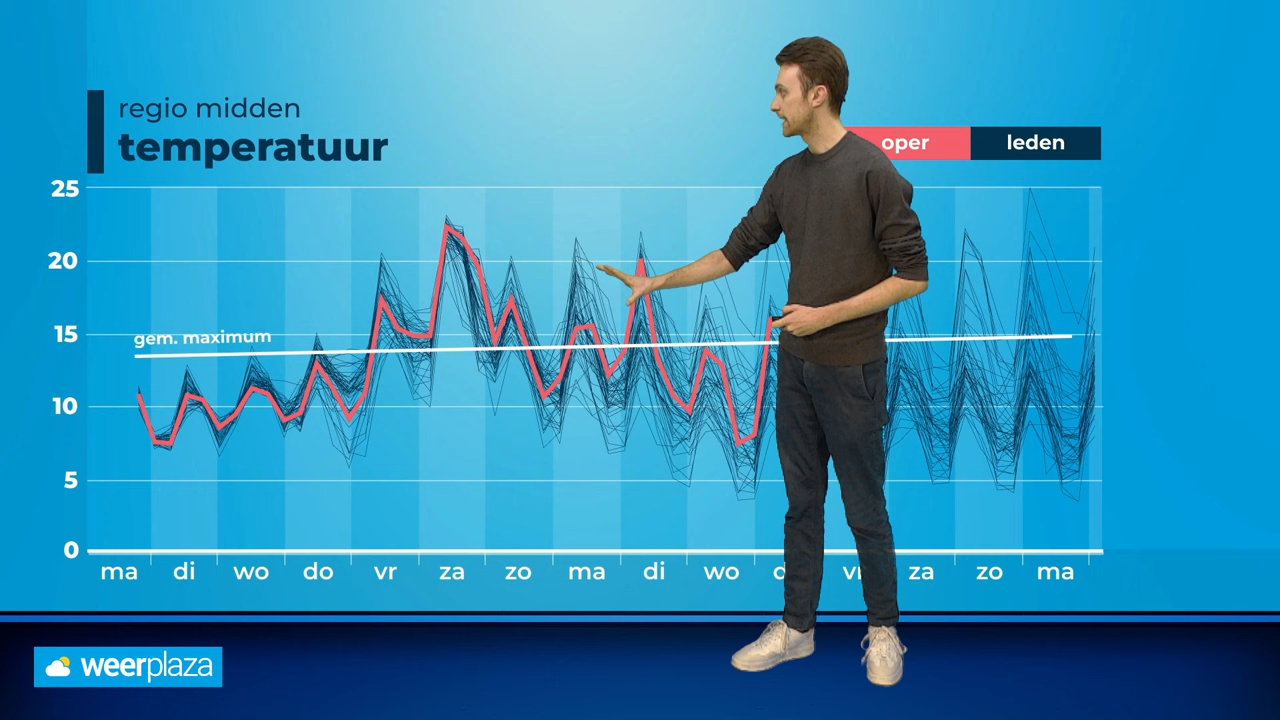 regio midden
temperatuur
oper leden
25
20
15
gem. maximum
10
5
0
ma di wo do vr za zo ma di wo d vr za zo ma
weerplaza